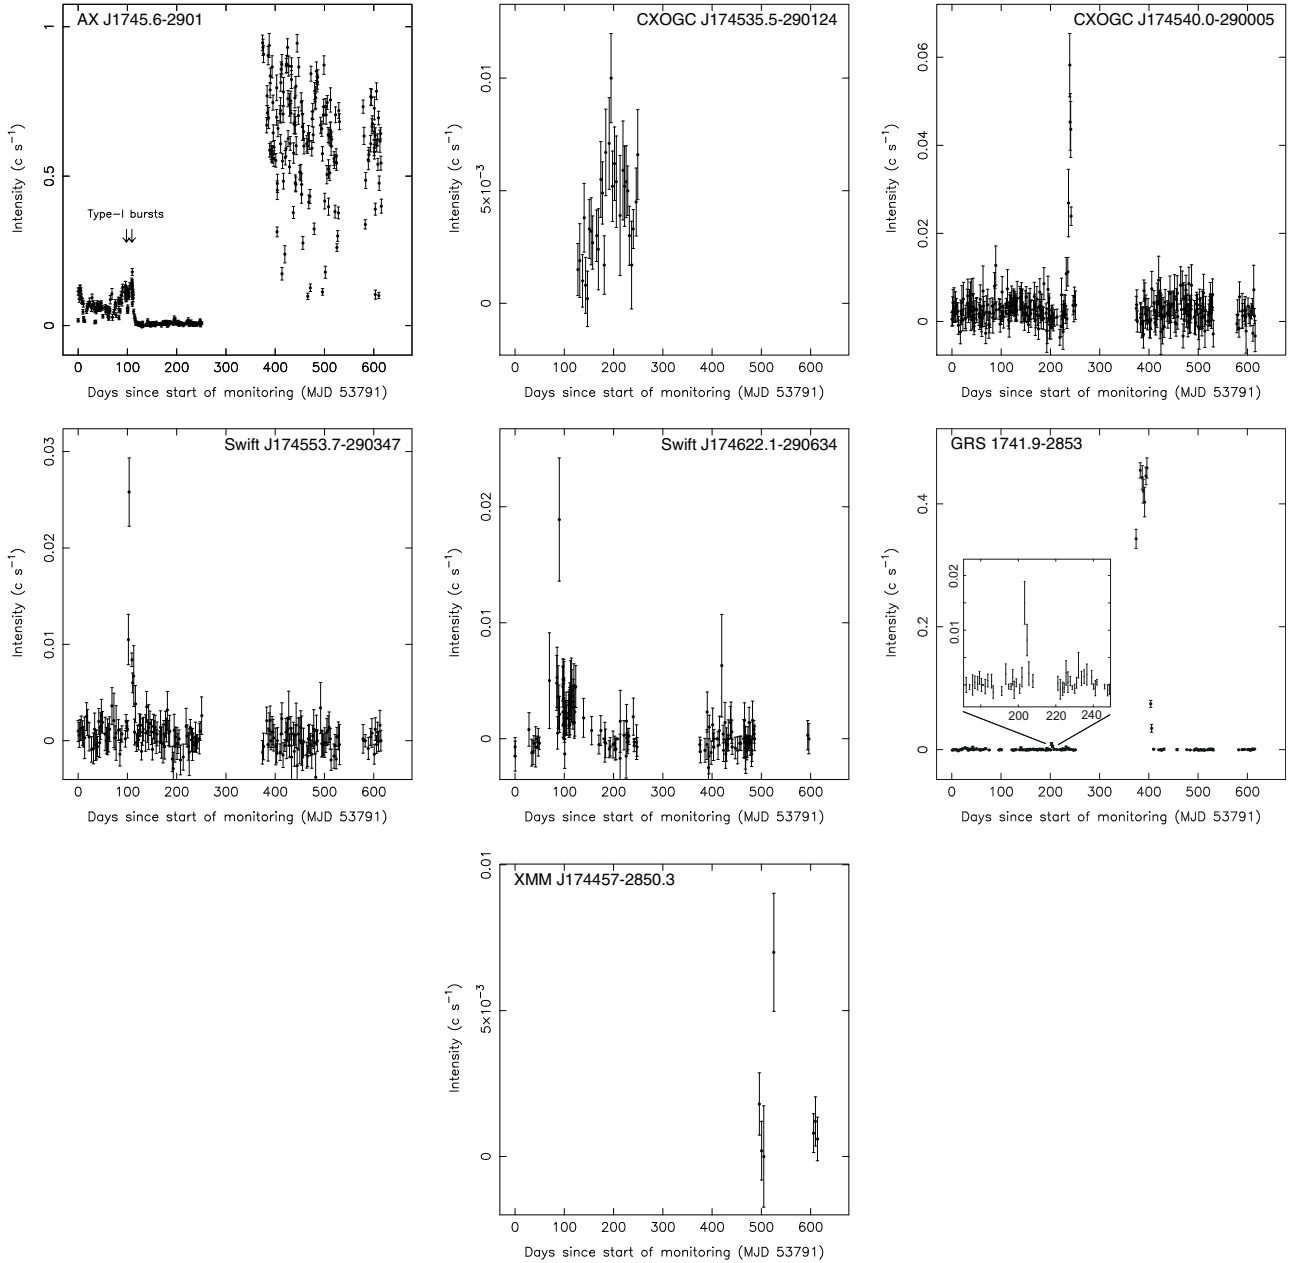 AX J1745.6-2901
1
0.5
0
Intensity (c s⁻¹)
Type-I bursts
0 100 200 300 400 500 600
Days since start of monitoring (MJD 53791)
CXOGC J174535.5-290124
0.01
5×10⁻³
0
Intensity (c s⁻¹)
0 100 200 300 400 500 600
Days since start of monitoring (MJD 53791)
CXOGC J174540.0-290005
0.06
0.04
0.02
0
Intensity (c s⁻¹)
0 100 200 300 400 500 600
Days since start of monitoring (MJD 53791)
Swift J174553.7-290347
0.03
0.02
0.01
0
Intensity (c s⁻¹)
0 100 200 300 400 500 600
Days since start of monitoring (MJD 53791)
Swift J174622.1-290634
0.02
0.01
0
Intensity (c s⁻¹)
0 100 200 300 400 500 600
Days since start of monitoring (MJD 53791)
GRS 1741.9-2853
0.4
0.2
0
Intensity (c s⁻¹)
0.02
0.01
200 220 240
0 100 200 300 400 500 600
Days since start of monitoring (MJD 53791)
XMM J174457-2850.3
0.01
5×10⁻³
0
Intensity (c s⁻¹)
0 100 200 300 400 500 600
Days since start of monitoring (MJD 53791)